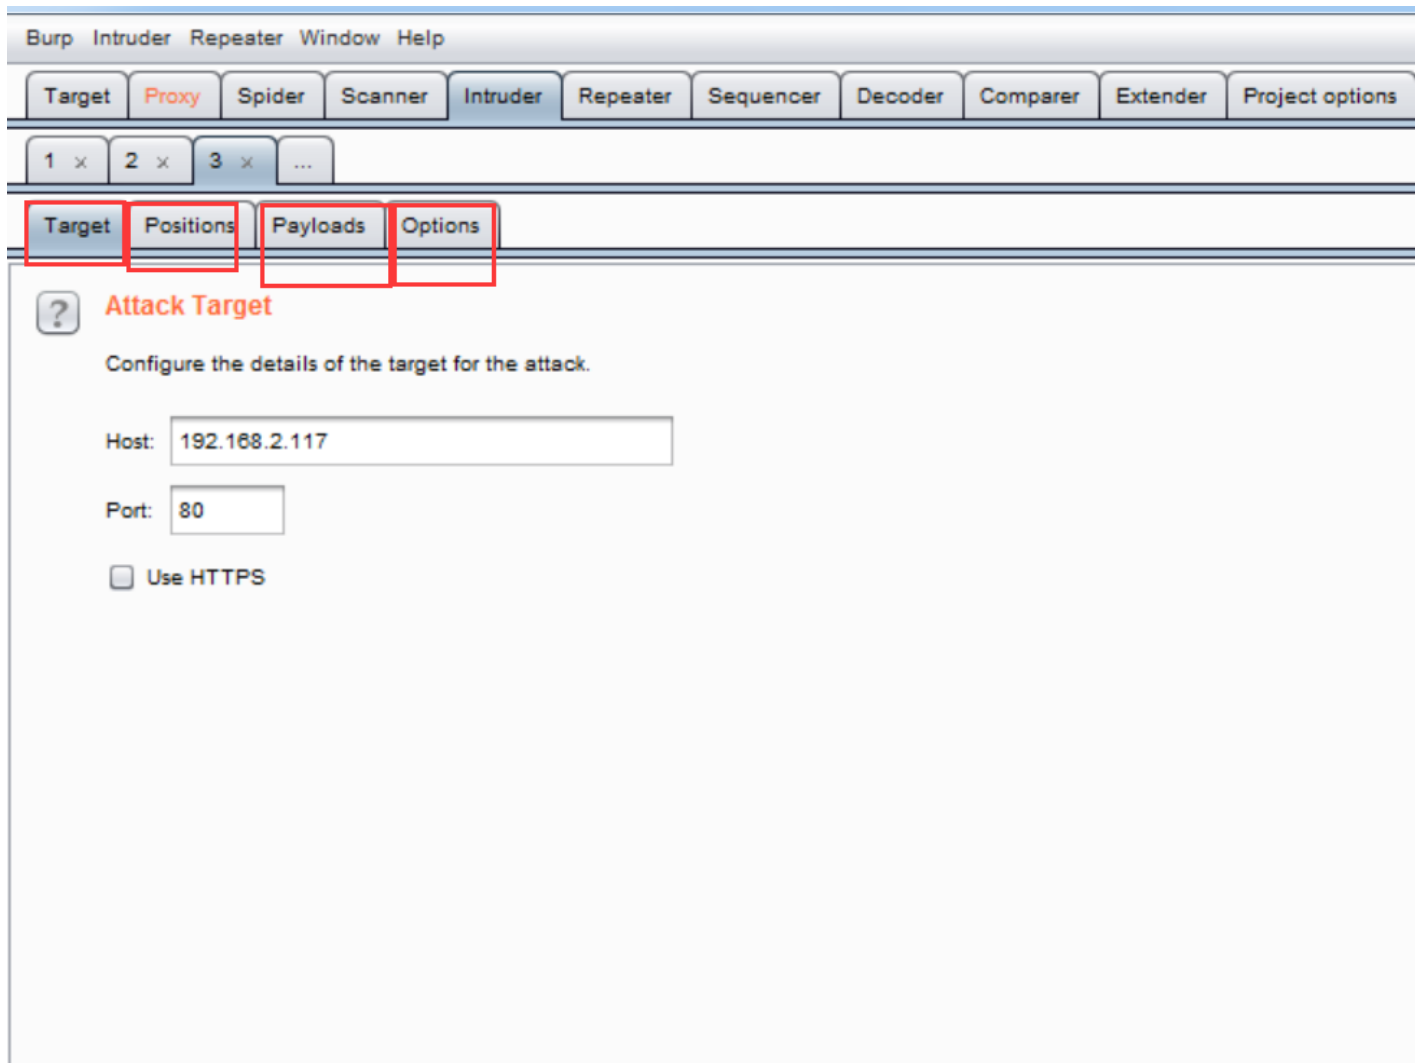 Burp Intruder Repeater Window Help
Target Proxy Spider Scanner Intruder Repeater Sequencer Decoder Comparer Extender Project options
1 × 2 × 3 × ...
Target Positions Payloads Options
? Attack Target
Configure the details of the target for the attack.
Host: 192.168.2.117
Port: 80
Use HTTPS